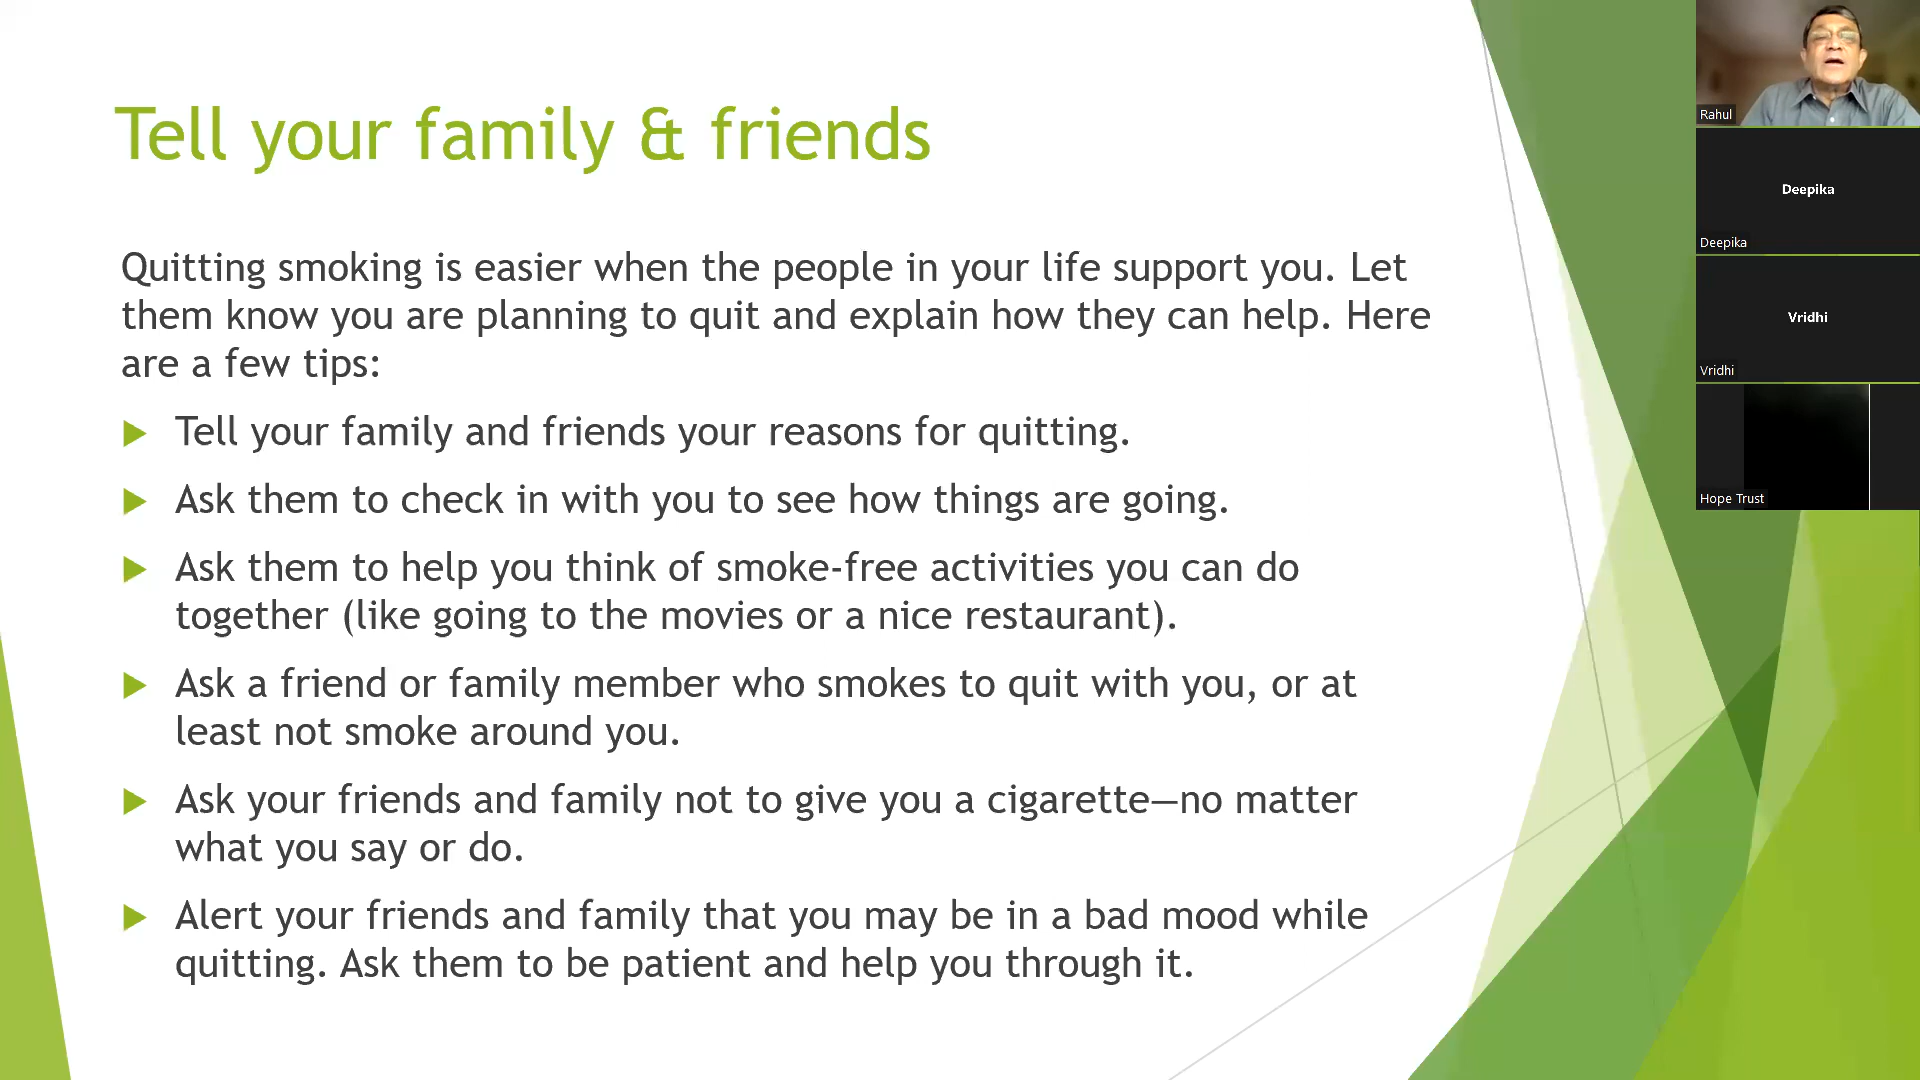 Tell your family & friends
Quitting smoking is easier when the people in your life support you. Let
them know you are planning to quit and explain how they can help. Here
are a few tips:
Tell your family and friends your reasons for quitting.
Ask them to check in with you to see how things are going.
Ask them to help you think of smoke-free activities you can do
together (like going to the movies or a nice restaurant).
Ask a friend or family member who smokes to quit with you, or at
least not smoke around you.
Ask your friends and family not to give you a cigarette—no matter
what you say or do.
Alert your friends and family that you may be in a bad mood while
quitting. Ask them to be patient and help you through it.
Rahul
Deepika
Deepika
Vridhi
Vridhi
Hope Trust